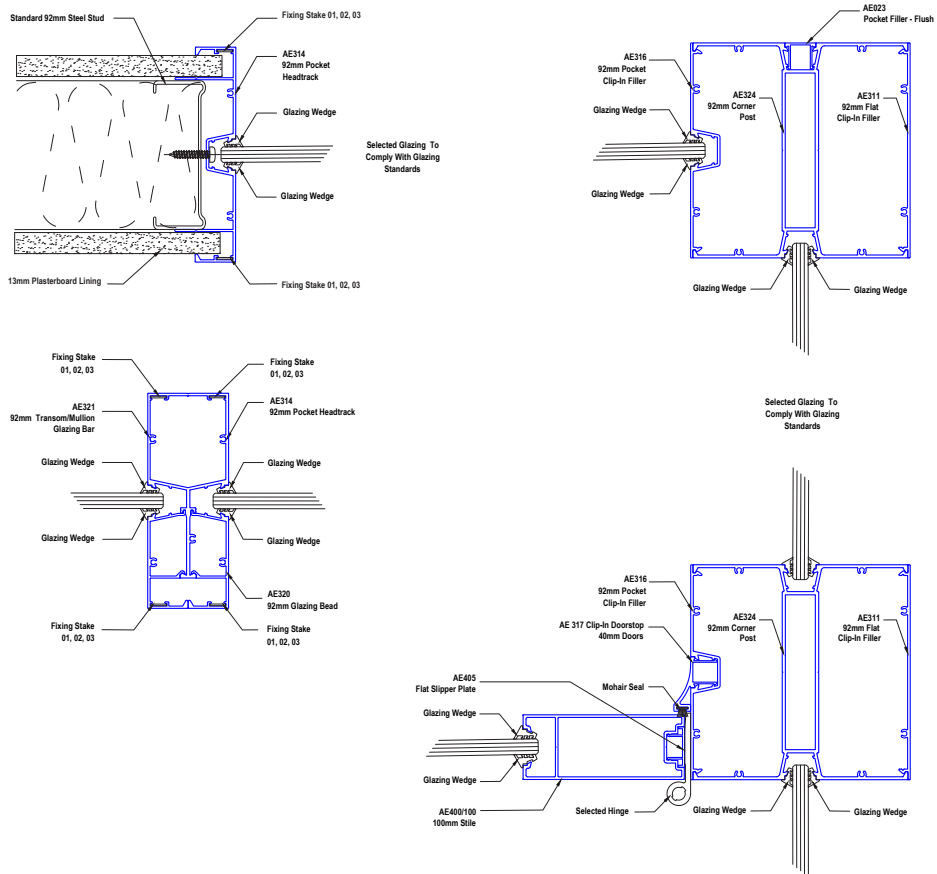 Standard 92mm Steel Stud
Fixing Stake 01, 02, 03
AE314
92mm Pocket
Headtrack
Glazing Wedge
Glazing Wedge
Selected Glazing To
Comply With Glazing
Standards
13mm Plasterboard Lining
Fixing Stake 01, 02, 03
AE023
Pocket Filler - Flush
AE316
92mm Pocket
Clip-In Filler
AE324
92mm Corner
Post
AE311
92mm Flat
Clip-In Filler
Glazing Wedge
Glazing Wedge
Glazing Wedge
Glazing Wedge
Fixing Stake
01, 02, 03
Fixing Stake
01, 02, 03
AE321
92mm Transom/Mullion
Glazing Bar
AE314
92mm Pocket Headtrack
Glazing Wedge
Glazing Wedge
Glazing Wedge
Glazing Wedge
AE320
92mm Glazing Bead
Fixing Stake
01, 02, 03
Fixing Stake
01, 02, 03
Selected Glazing To
Comply With Glazing
Standards
AE316
92mm Pocket
Clip-In Filler
AE324
92mm Corner
Post
AE311
92mm Flat
Clip-In Filler
AE 317 Clip-In Doorstop
40mm Doors
AE405
Flat Slipper Plate
Mohair Seal
Glazing Wedge
Glazing Wedge
AE400/100
100mm Stile
Selected Hinge
Glazing Wedge
Glazing Wedge